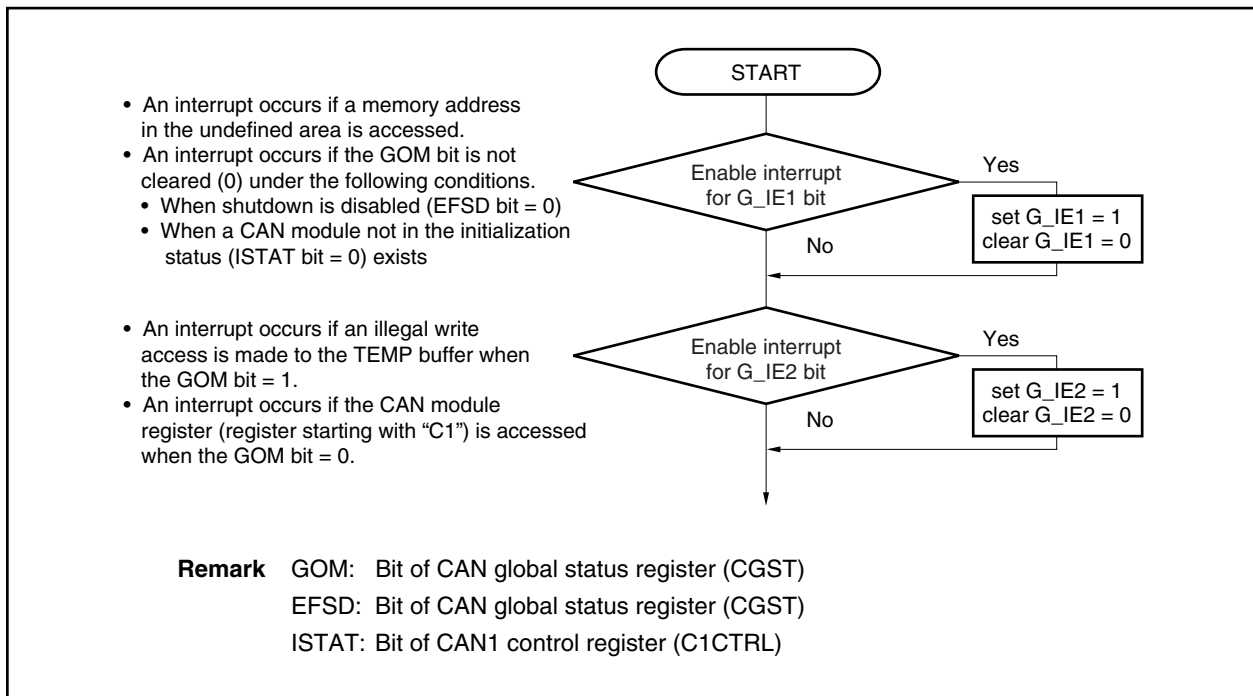 START
• An interrupt occurs if a memory address
in the undefined area is accessed.
• An interrupt occurs if the GOM bit is not
cleared (0) under the following conditions.
• When shutdown is disabled (EFSD bit = 0)
• When a CAN module not in the initialization
status (ISTAT bit = 0) exists
Enable interrupt
for G_IE1 bit
Yes
set G_IE1 = 1
clear G_IE1 = 0
No
• An interrupt occurs if an illegal write
access is made to the TEMP buffer when
the GOM bit = 1.
• An interrupt occurs if the CAN module
register (register starting with “C1”) is accessed
when the GOM bit = 0.
Enable interrupt
for G_IE2 bit
Yes
set G_IE2 = 1
clear G_IE2 = 0
No
Remark GOM: Bit of CAN global status register (CGST)
EFSD: Bit of CAN global status register (CGST)
ISTAT: Bit of CAN1 control register (C1CTRL)